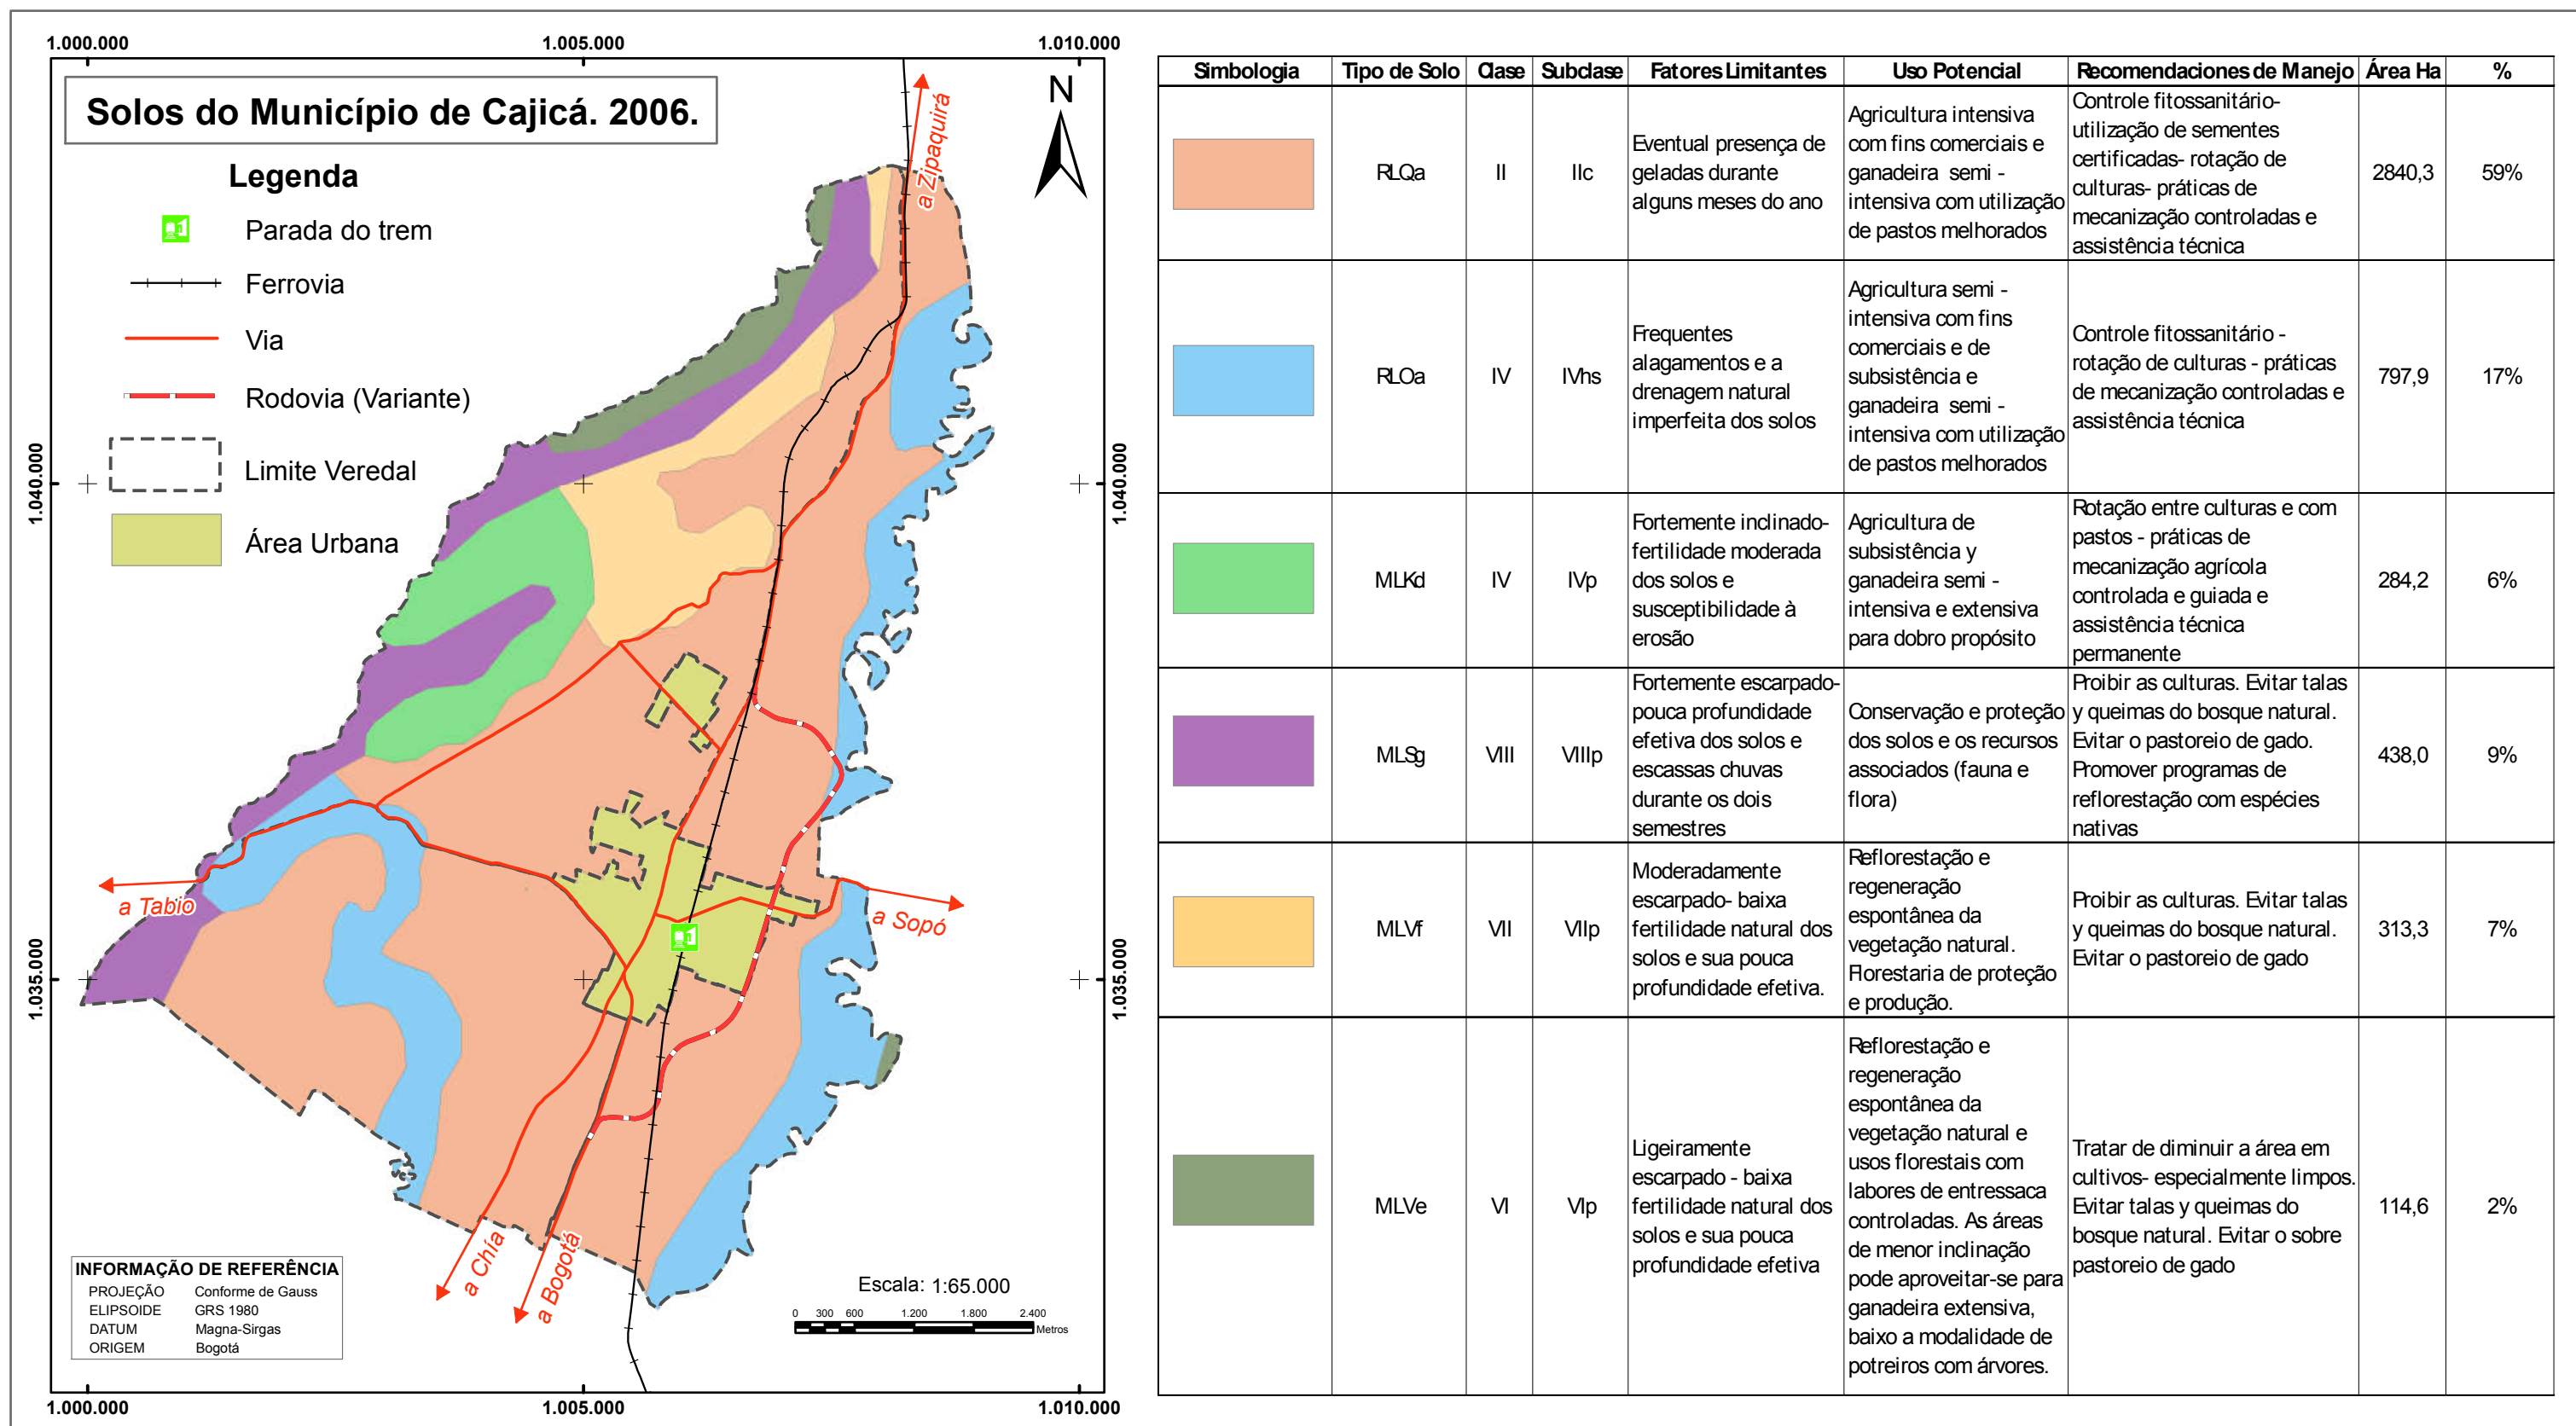 1.000.000
1.005.000
1.010.000
Solos do Município de Cajicá. 2006.
N
Legenda
Parada do trem
Ferrovia
Via
Rodovia (Variante)
Limite Veredal
Área Urbana
1.040.000
1.040.000
1.035.000
1.035.000
a Zipaquirá
a Tabio
a Sopó
a Chía
a Bogotá
INFORMAÇÃO DE REFERÊNCIA
PROJEÇÃO Conforme de Gauss
ELIPSOIDE GRS 1980
DATUM Magna-Sirgas
ORIGEM Bogotá
Escala: 1:65.000
0 300 600 1.200 1.800 2.400
Metros
1.000.000
1.005.000
1.010.000
Simbologia Tipo de Solo Clase Subclase Fatores Limitantes Uso Potencial Recomendaciones de Manejo Área Ha %
RLQa
II
IIc
Eventual presença de
geladas durante
alguns meses do ano
Agricultura intensiva
com fins comerciais e
ganadeira semi -
intensiva com utilização
de pastos melhorados
Controle fitossanitário-
utilização de sementes
certificadas- rotação de
culturas- práticas de
mecanização controladas e
assistência técnica
2840,3
59%
RLOa
IV
IVhs
Frequentes
alagamentos e a
drenagem natural
imperfeita dos solos
Agricultura semi -
intensiva com fins
comerciais e de
subsistência e
ganadeira semi -
intensiva com utilização
de pastos melhorados
Controle fitossanitário -
rotação de culturas - práticas
de mecanização controladas e
assistência técnica
797,9
17%
MLKd
IV
IVp
Fortemente inclinado-
fertilidade moderada
dos solos e
susceptibilidade à
erosão
Agricultura de
subsistência y
ganadeira semi -
intensiva e extensiva
para dobro propósito
Rotação entre culturas e com
pastos - práticas de
mecanização agrícola
controlada e guiada e
assistência técnica
permanente
284,2
6%
MLSg
VIII
VIIIp
Fortemente escarpado-
pouca profundidade
efetiva dos solos e
escassas chuvas
durante os dois
semestres
Conservação e proteção
dos solos e os recursos
associados (fauna e
flora)
Proibir as culturas. Evitar talas
y queimas do bosque natural.
Evitar o pastoreio de gado.
Promover programas de
reflorestação com espécies
nativas
438,0
9%
MLVf
VII
VIIp
Moderadamente
escarpado- baixa
fertilidade natural dos
solos e sua pouca
profundidade efetiva.
Reflorestação e
regeneração
espontânea da
vegetação natural.
Florestaria de proteção
e produção.
Proibir as culturas. Evitar talas
y queimas do bosque natural.
Evitar o pastoreio de gado
313,3
7%
MLVe
VI
VIp
Ligeiramente
escarpado - baixa
fertilidade natural dos
solos e sua pouca
profundidade efetiva
Reflorestação e
regeneração
espontânea da
vegetação natural e
usos florestais com
labores de entressaca
controladas. As áreas
de menor inclinação
pode aproveitar-se para
ganadeira extensiva,
baixo a modalidade de
potreiros com árvores.
Tratar de diminuir a área em
cultivos- especialmente limpos.
Evitar talas y queimas do
bosque natural. Evitar o sobre
pastoreio de gado
114,6
2%